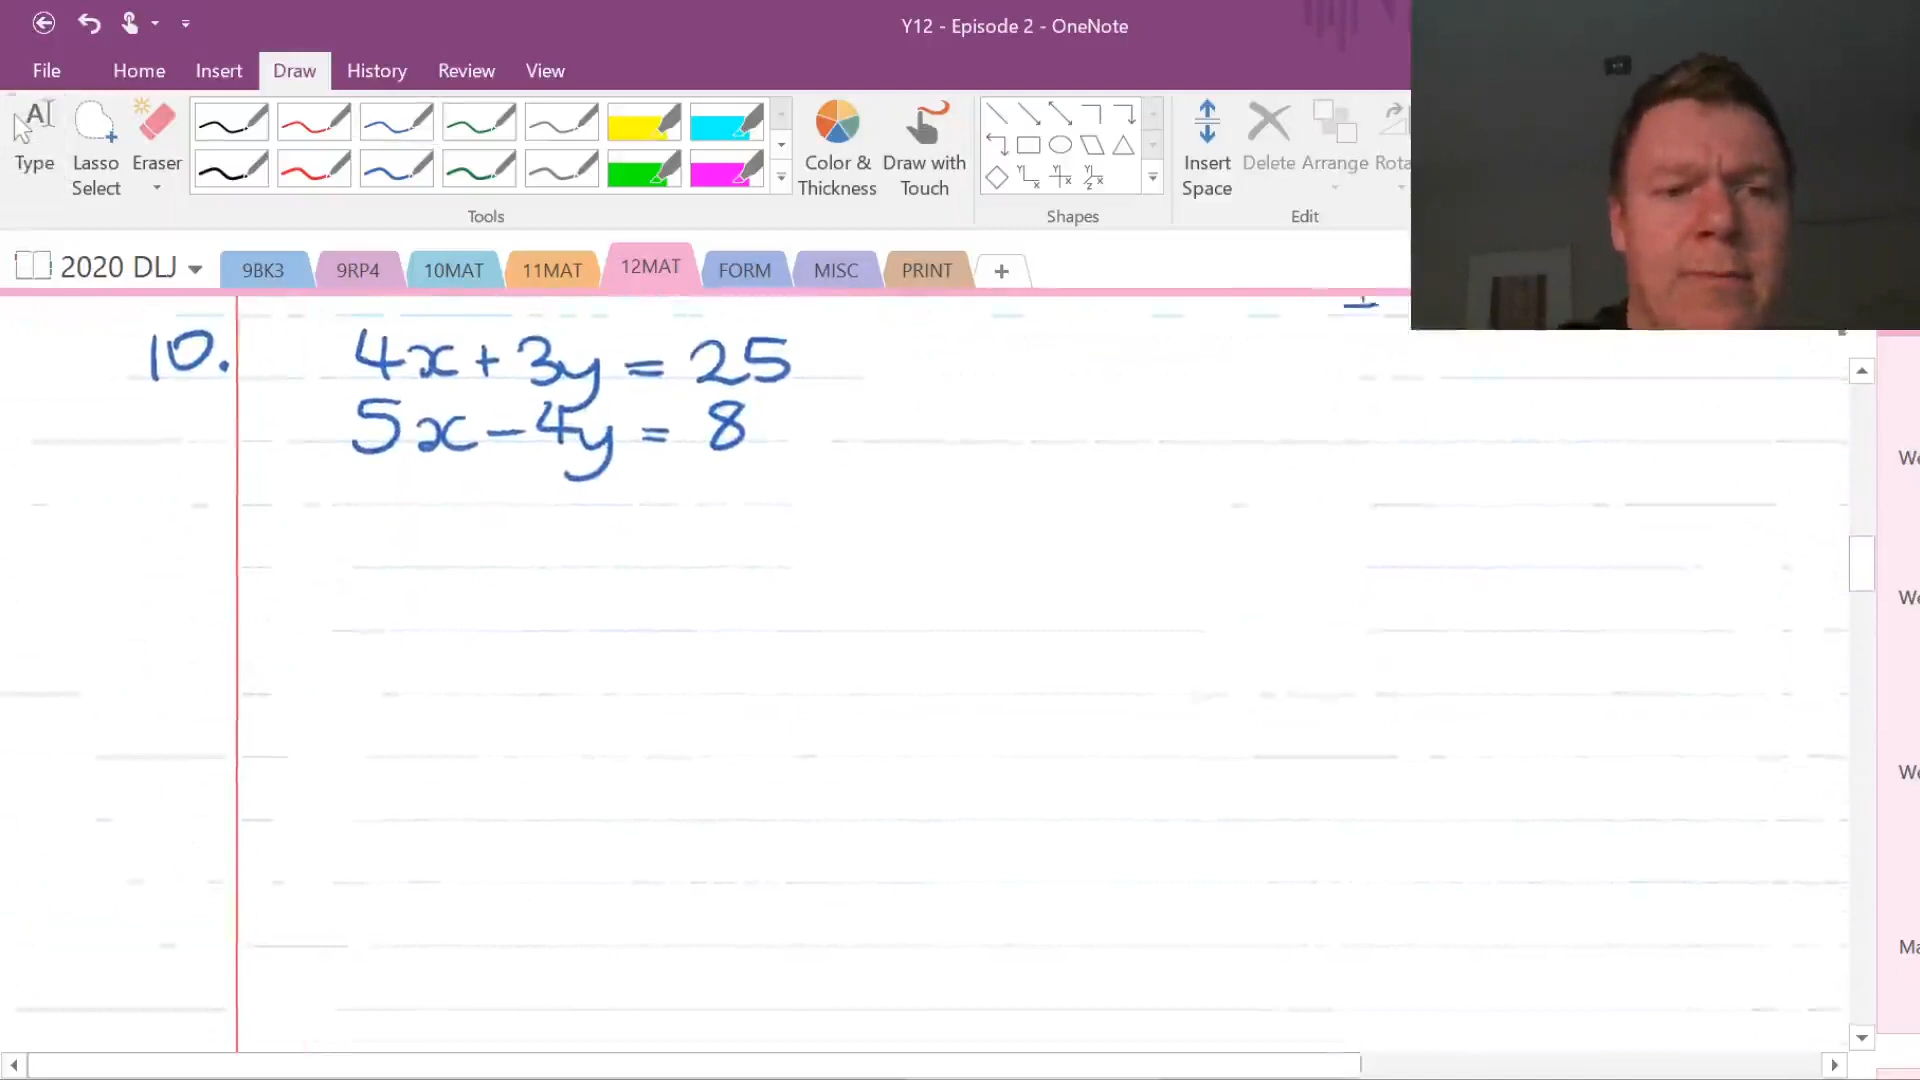 Y12 - Episode 2 - OneNote
File Home Insert Draw History Review View
Type
Lasso Select
Eraser
Color & Thickness
Draw with Touch
Insert Space
Delete Arrange
Tools Shapes Edit
2020 DLJ 9BK3 9RP4 10MAT 11MAT 12MAT FORM MISC PRINT +
10. 4x + 3y = 25
5x - 4y = 8